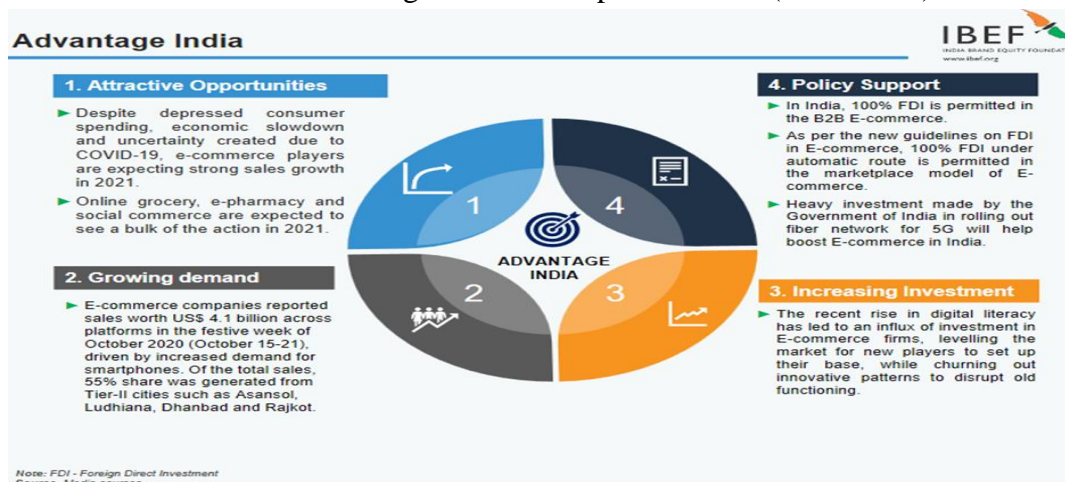 Advantage India
IBEF
INDIA BRAND EQUITY FOUNDAT
www.ibef.org
1. Attractive Opportunities
► Despite depressed consumer
spending, economic slowdown
and uncertainty created due to
COVID-19, e-commerce players
are expecting strong sales growth
in 2021.
► Online grocery, e-pharmacy and
social commerce are expected to
see a bulk of the action in 2021.
2. Growing demand
► E-commerce companies reported
sales worth US$ 4.1 billion across
platforms in the festive week of
October 2020 (October 15-21),
driven by increased demand for
smartphones. Of the total sales,
55% share was generated from
Tier-II cities such as Asansol,
Ludhiana, Dhanbad and Rajkot.
1
4
ADVANTAGE
INDIA
2
3
4. Policy Support
► In India, 100% FDI is permitted in
the B2B E-commerce.
► As per the new guidelines on FDI
in E-commerce, 100% FDI under
automatic route is permitted in
the marketplace model of E-
commerce.
► Heavy investment made by the
Government of India in rolling out
fiber network for 5G will help
boost E-commerce in India.
3. Increasing Investment
► The recent rise in digital literacy
has led to an influx of investment in
E-commerce firms, levelling the
market for new players to set up
their base, while churning out
innovative patterns to disrupt old
functioning.
Note: FDI - Foreign Direct Investment